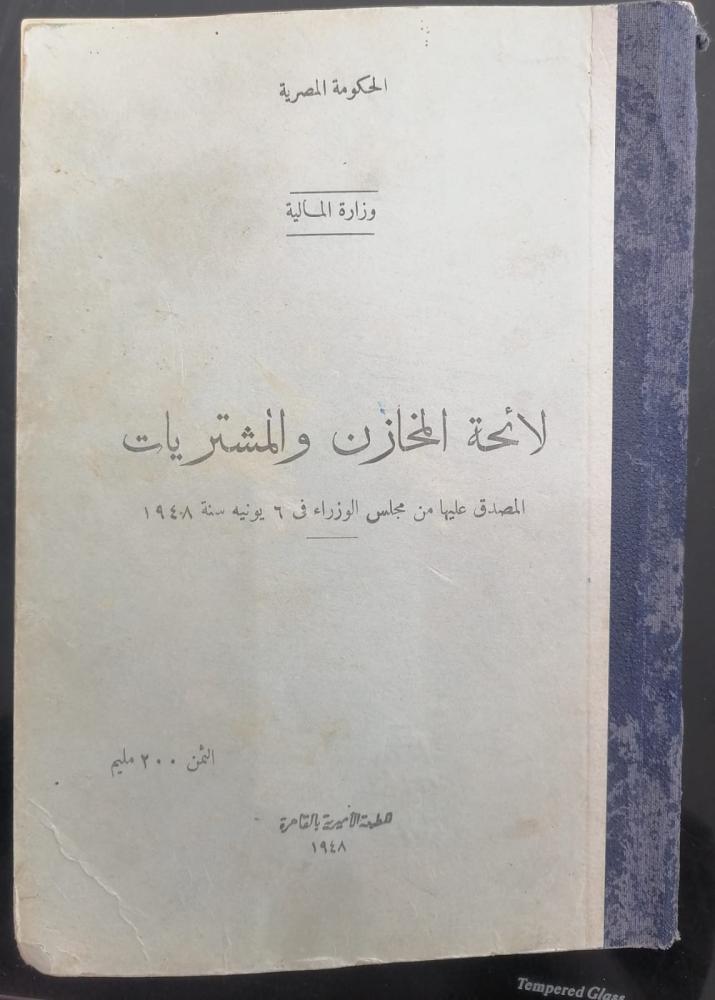 الحكومة المصرية
وزارة المالية
لائحة المخازن والمشتريات
المصدق عليها من مجلس الوزراء فى ٦ يونيه سنة ١٩٤٨
الثمن ٢٠٠ مليم
المطبعة الأميرية بالقاهرة
١٩٤٨
Tempered Glass